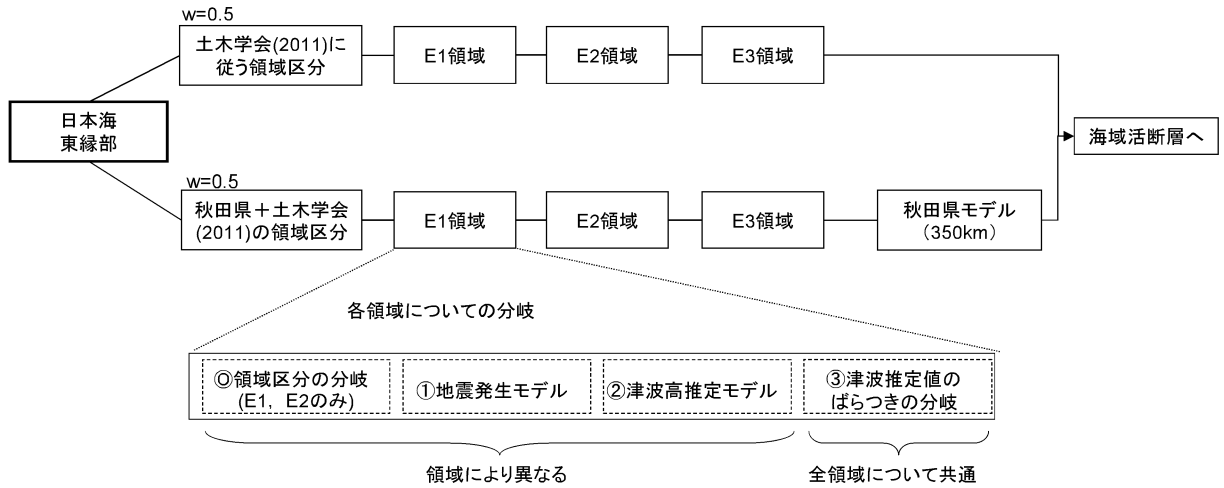 w=0.5
土木学会(2011)に
従う領域区分
E1領域
E2領域
E3領域
日本海
東縁部
海域活断層へ
w=0.5
秋田県＋土木学会
(2011)の領域区分
E1領域
E2領域
E3領域
秋田県モデル
（350km）
各領域についての分岐
⓪領域区分の分岐
(E1，E2のみ)
①地震発生モデル
②津波高推定モデル
③津波推定値の
ばらつきの分岐
領域により異なる
全領域について共通